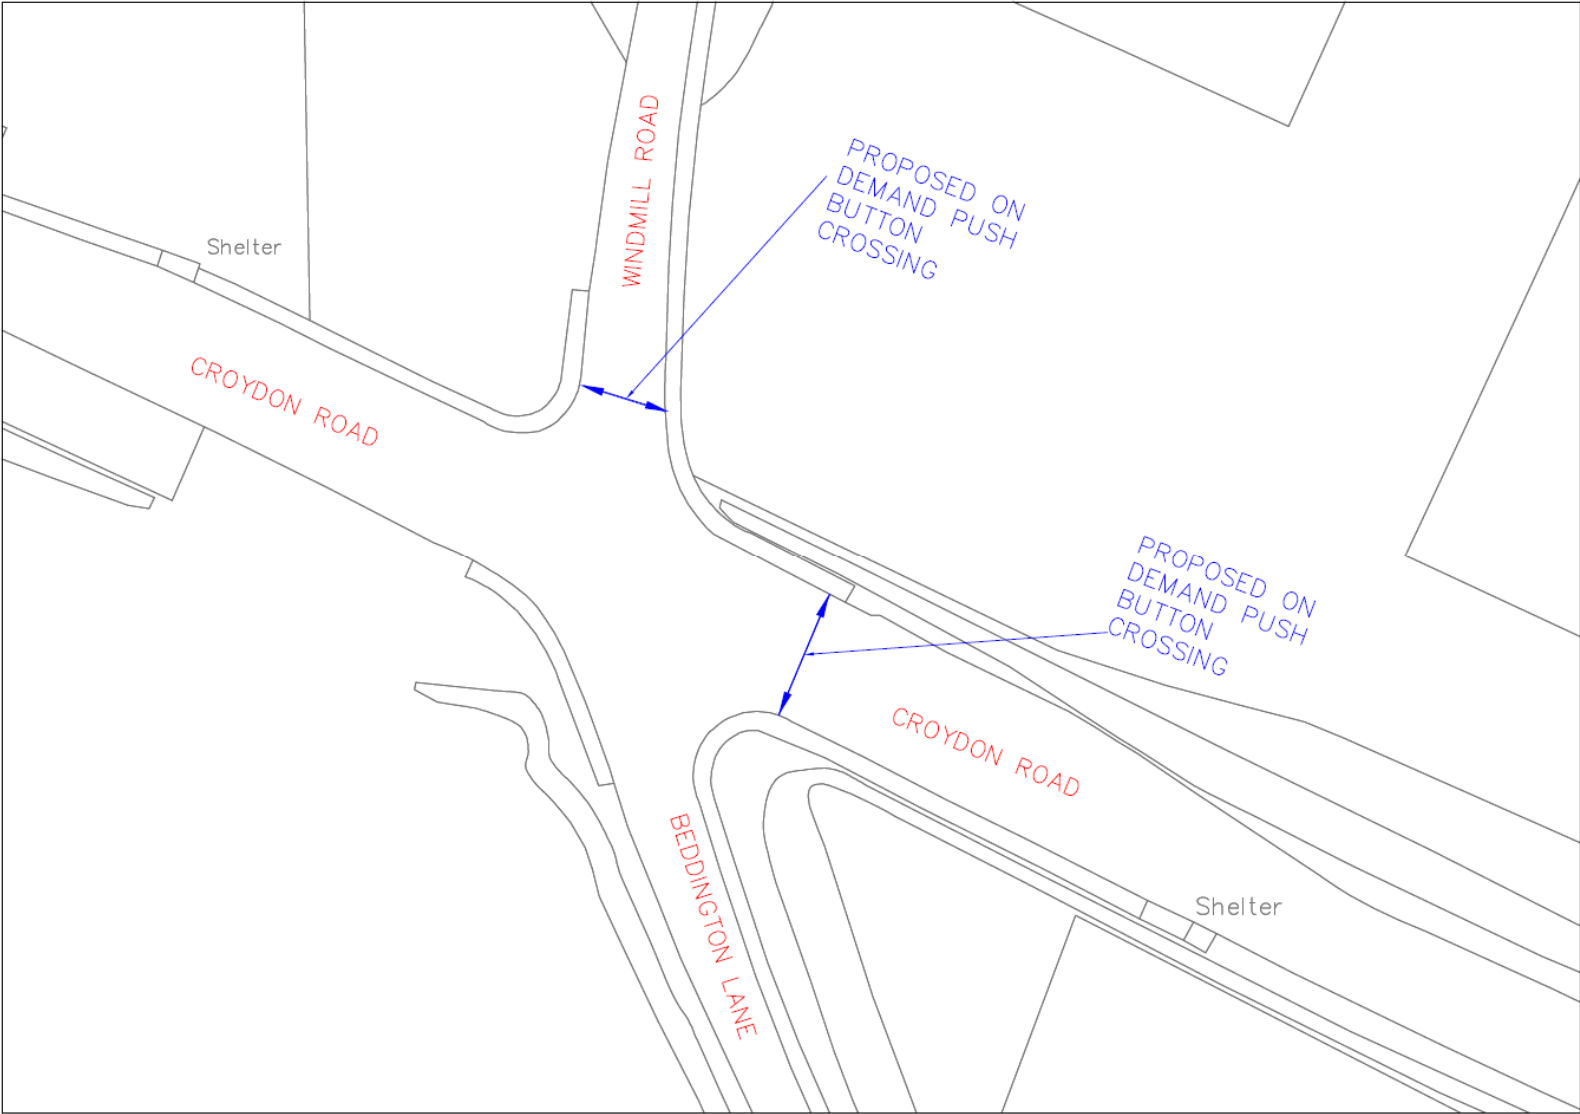 WINDMILL ROAD
PROPOSED ON
DEMAND PUSH
BUTTON
CROSSING
Shelter
CROYDON ROAD
PROPOSED ON
DEMAND PUSH
BUTTON
CROSSING
CROYDON ROAD
BEDDINGTON LANE
Shelter